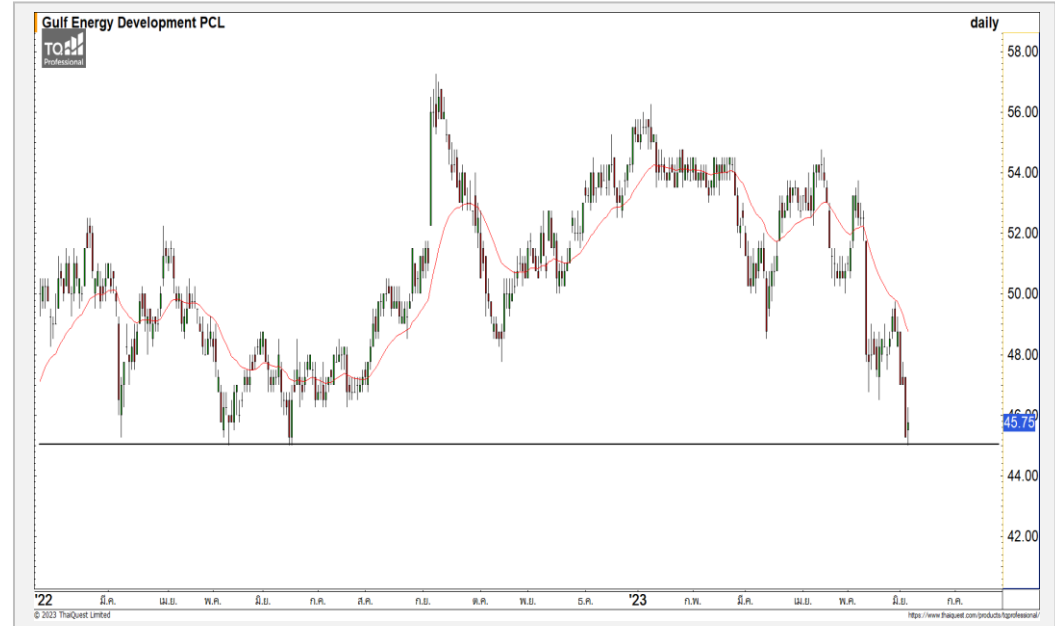 Gulf Energy Development PCL daily
TQ
Professional
58.00
56.00
54.00
52.00
50.00
48.00
46.00
45.75
44.00
42.00
'22 มี.ค. เม.ย. พ.ค. มิ.ย. ก.ค. ส.ค. ก.ย. ต.ค. พ.ย. ธ.ค. '23 ก.พ. มี.ค. เม.ย. พ.ค. มิ.ย. ก.ค.
© 2023 ThaiQuest Limited https://www.thaiquest.com/products/tqprofessional/